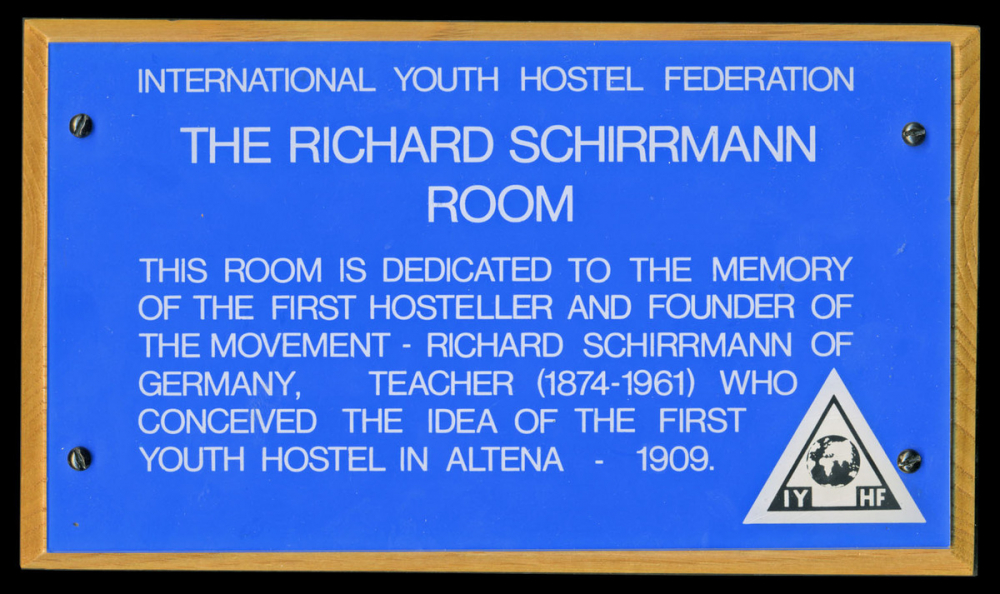 INTERNATIONAL YOUTH HOSTEL FEDERATION
THE RICHARD SCHIRRMANN
ROOM
THIS ROOM IS DEDICATED TO THE MEMORY
OF THE FIRST HOSTELLER AND FOUNDER OF
THE MOVEMENT - RICHARD SCHIRRMANN OF
GERMANY, TEACHER (1874-1961) WHO
CONCEIVED THE IDEA OF THE FIRST
YOUTH HOSTEL IN ALTENA - 1909.
IY HF